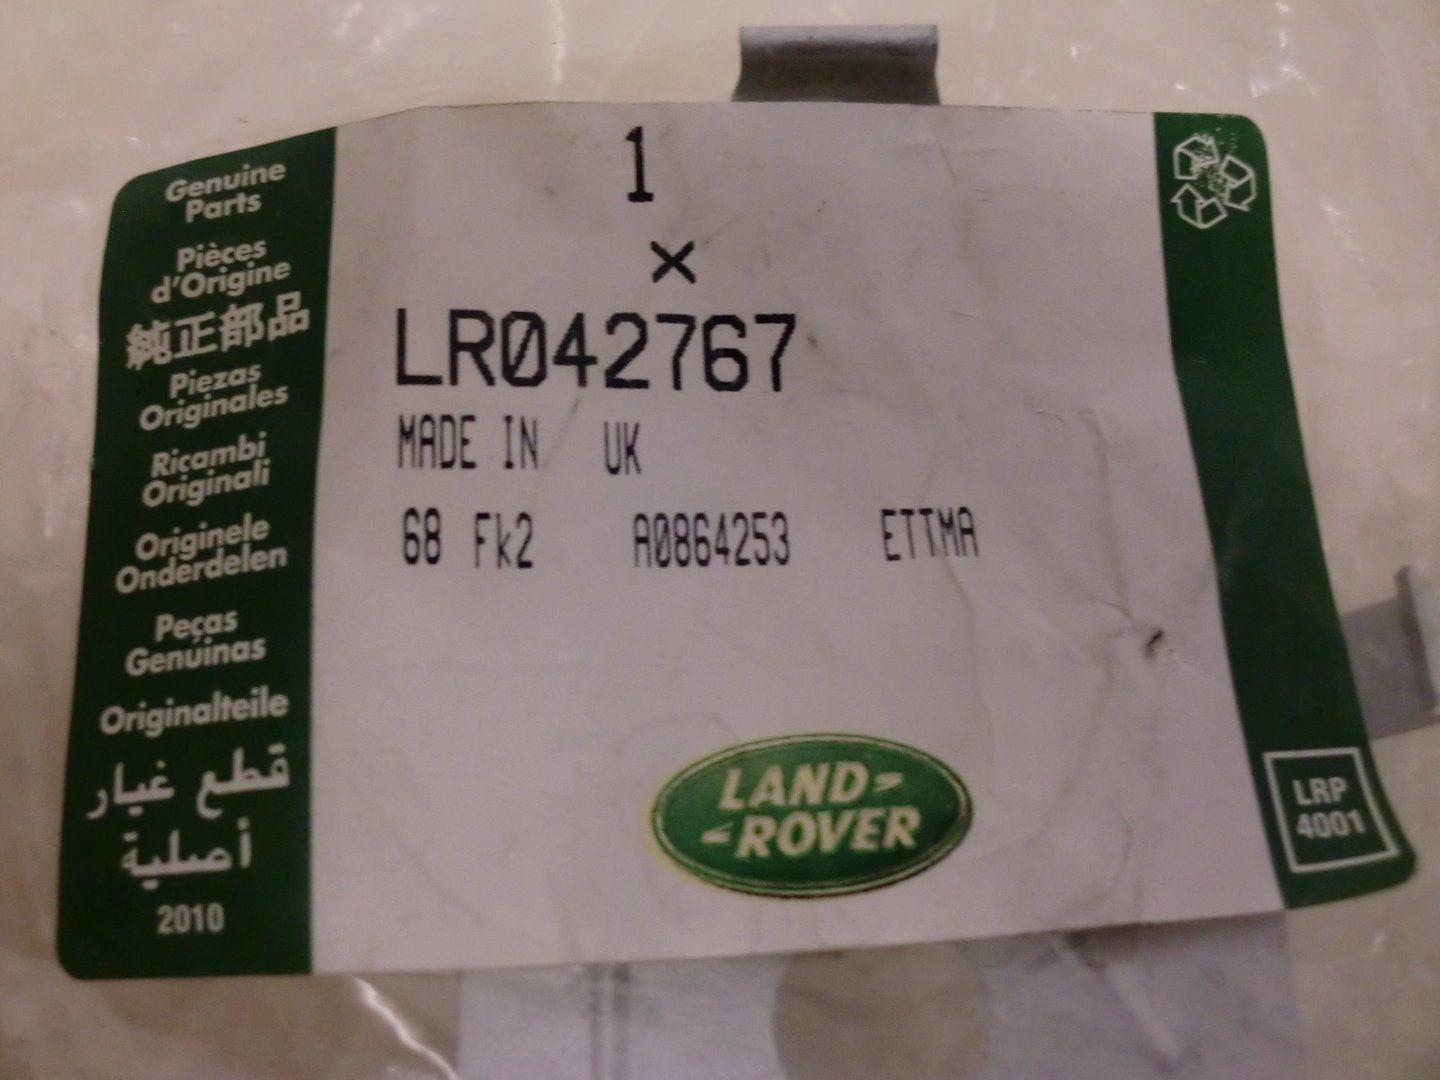 Genuine
Parts
Pièces
d'Origine
純正部品
Piezas
Originales
Ricambi
Originali
Originele
Onderdelen
Peças
Genuínas
Originalteile
قطع غيار
أصلية
2010
1
×
LR042767
MADE IN UK
68 Fk2 A0864253 ETTMA
LAND
ROVER
LRP
4001